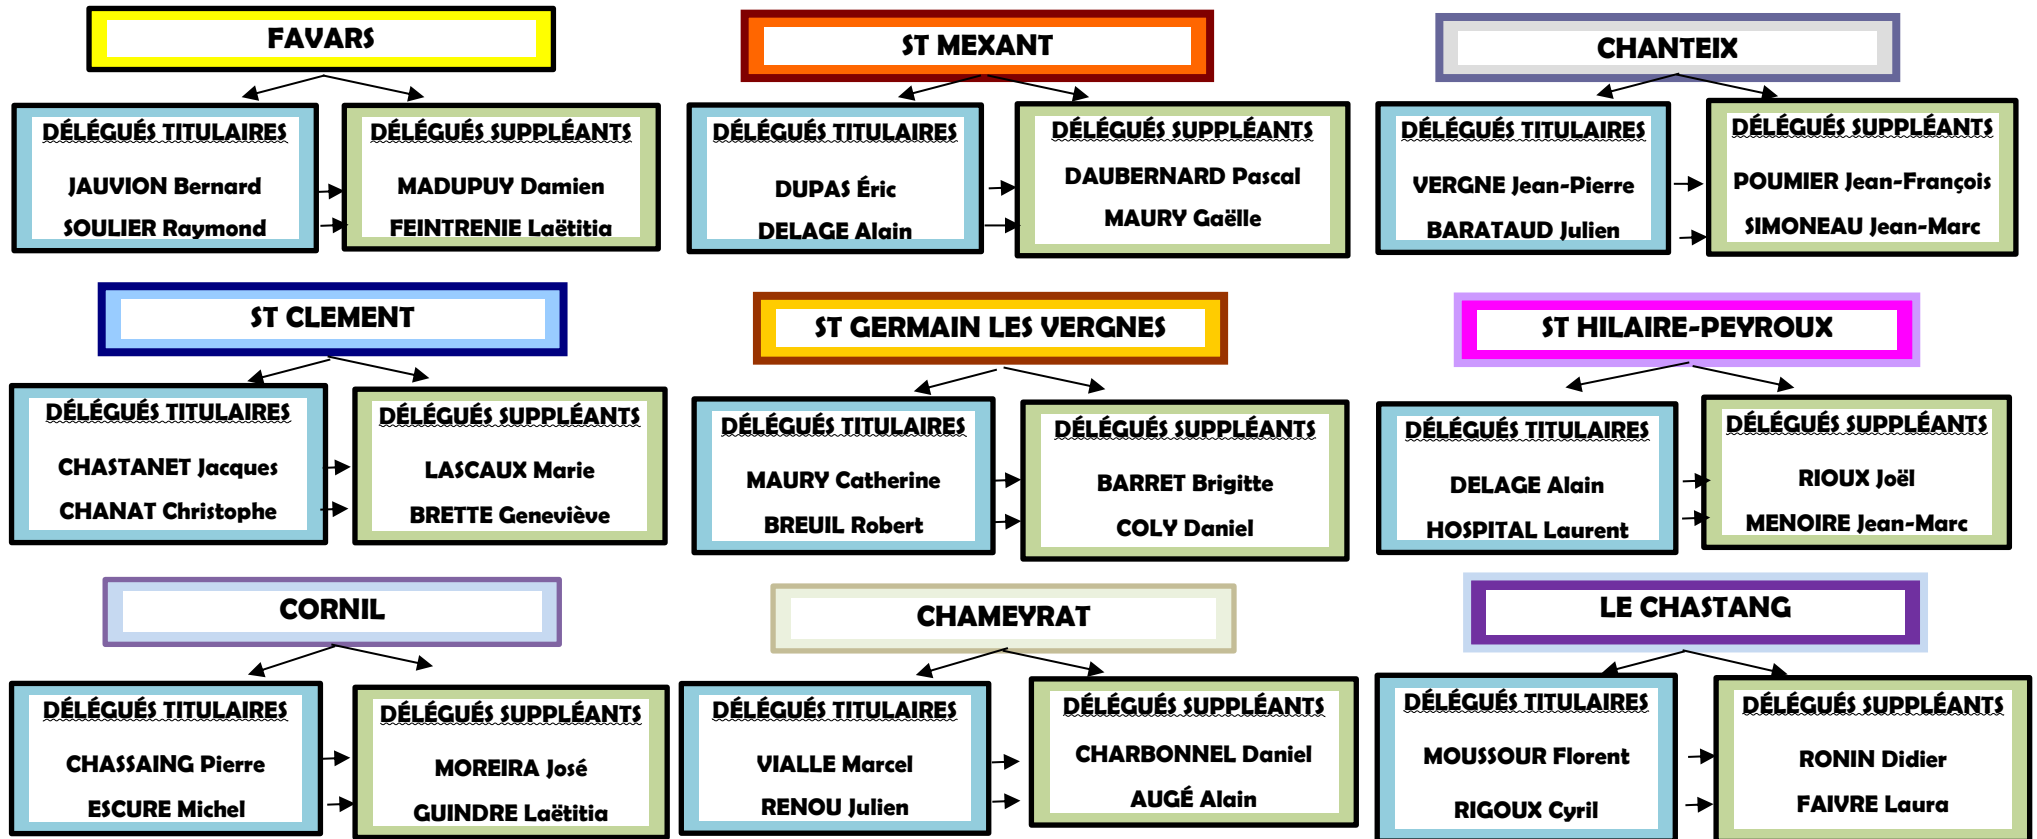 FAVARS
DÉLÉGUÉS TITULAIRES
JAUVION Bernard
SOULIER Raymond
DÉLÉGUÉS SUPPLÉANTS
MADUPUY Damien
FEINTRENIE Laëtitia
ST MEXANT
DÉLÉGUÉS TITULAIRES
DUPAS Éric
DELAGE Alain
DÉLÉGUÉS SUPPLÉANTS
DAUBERNARD Pascal
MAURY Gaëlle
CHANTEIX
DÉLÉGUÉS TITULAIRES
VERGNE Jean-Pierre
BARATAUD Julien
DÉLÉGUÉS SUPPLÉANTS
POUMIER Jean-François
SIMONEAU Jean-Marc
ST CLEMENT
DÉLÉGUÉS TITULAIRES
CHASTANET Jacques
CHANAT Christophe
DÉLÉGUÉS SUPPLÉANTS
LASCAUX Marie
BRETTE Geneviève
ST GERMAIN LES VERGNES
DÉLÉGUÉS TITULAIRES
MAURY Catherine
BREUIL Robert
DÉLÉGUÉS SUPPLÉANTS
BARRET Brigitte
COLY Daniel
ST HILAIRE-PEYROUX
DÉLÉGUÉS TITULAIRES
DELAGE Alain
HOSPITAL Laurent
DÉLÉGUÉS SUPPLÉANTS
RIOUX Joël
MENOIRE Jean-Marc
CORNIL
DÉLÉGUÉS TITULAIRES
CHASSAING Pierre
ESCURE Michel
DÉLÉGUÉS SUPPLÉANTS
MOREIRA José
GUINDRE Laëtitia
CHAMEYRAT
DÉLÉGUÉS TITULAIRES
VIALLE Marcel
RENOU Julien
DÉLÉGUÉS SUPPLÉANTS
CHARBONNEL Daniel
AUGÉ Alain
LE CHASTANG
DÉLÉGUÉS TITULAIRES
MOUSSOUR Florent
RIGOUX Cyril
DÉLÉGUÉS SUPPLÉANTS
RONIN Didier
FAIVRE Laura